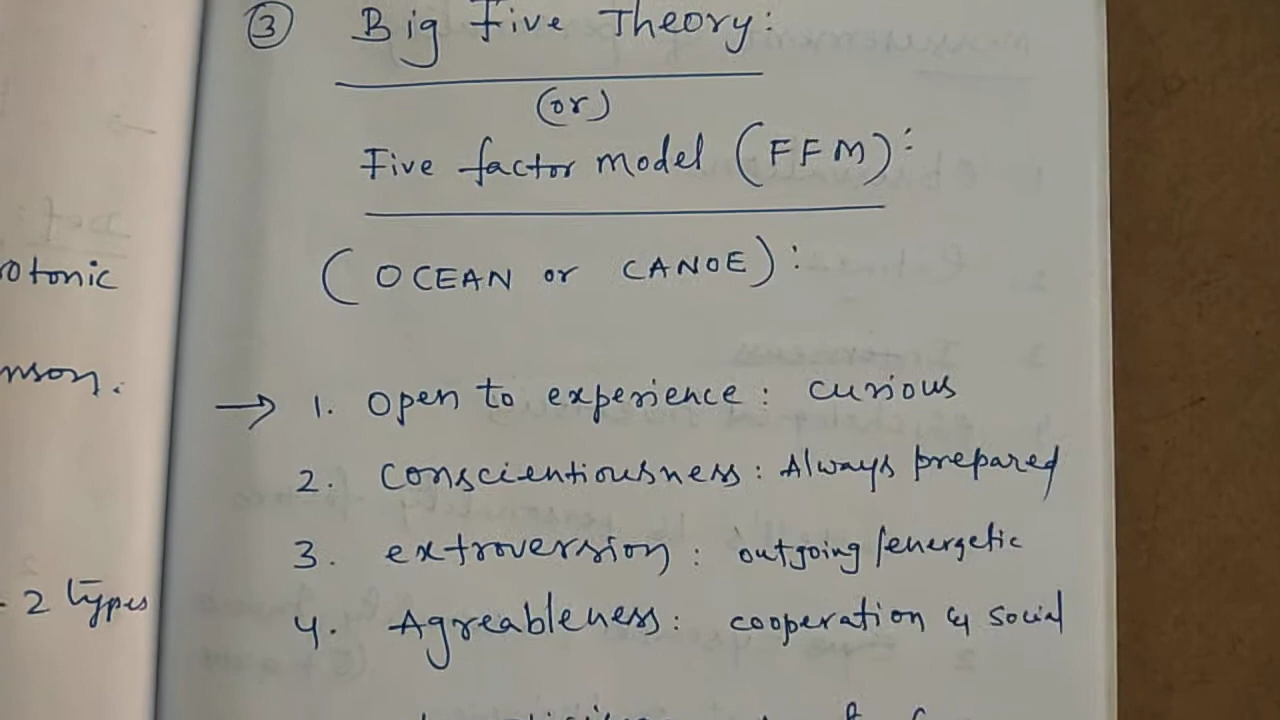 ③ Big Five Theory:
(or)
Five factor model (FFM):
(OCEAN or CANOE):
→ 1. Open to experience: curious
2. Conscientiousness: Always prepared
3. extroversion: outgoing/energetic
4. Agreeableness: cooperation & social
otonic
nson.
- 2 types